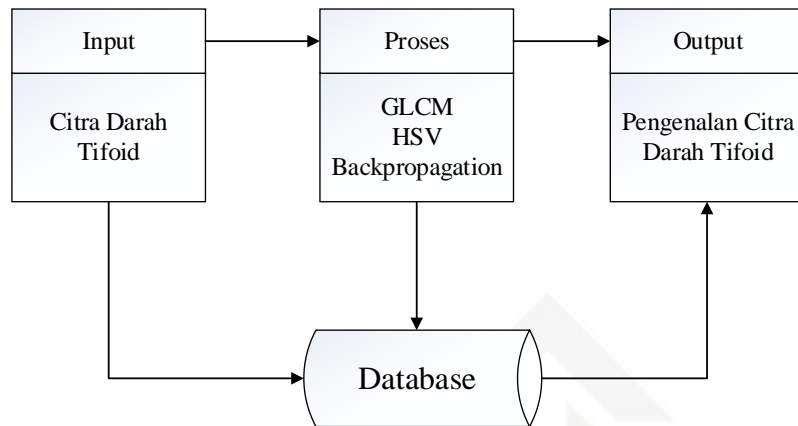 Input
Citra Darah
Tifoid
Proses
GLCM
HSV
Backpropagation
Output
Pengenalan Citra
Darah Tifoid
Database